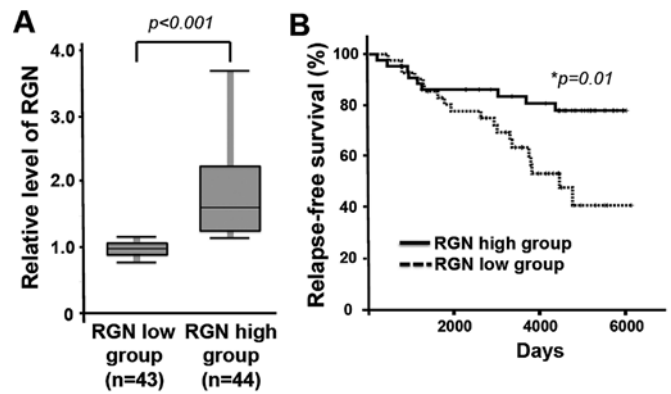 A
p<0.001
Relative level of RGN
4.0
3.0
2.0
1.0
0
RGN low
group
(n=43)
RGN high
group
(n=44)
B
*p=0.01
Relapse-free survival (%)
100
80
60
40
20
0
RGN high group
RGN low group
2000
4000
6000
Days